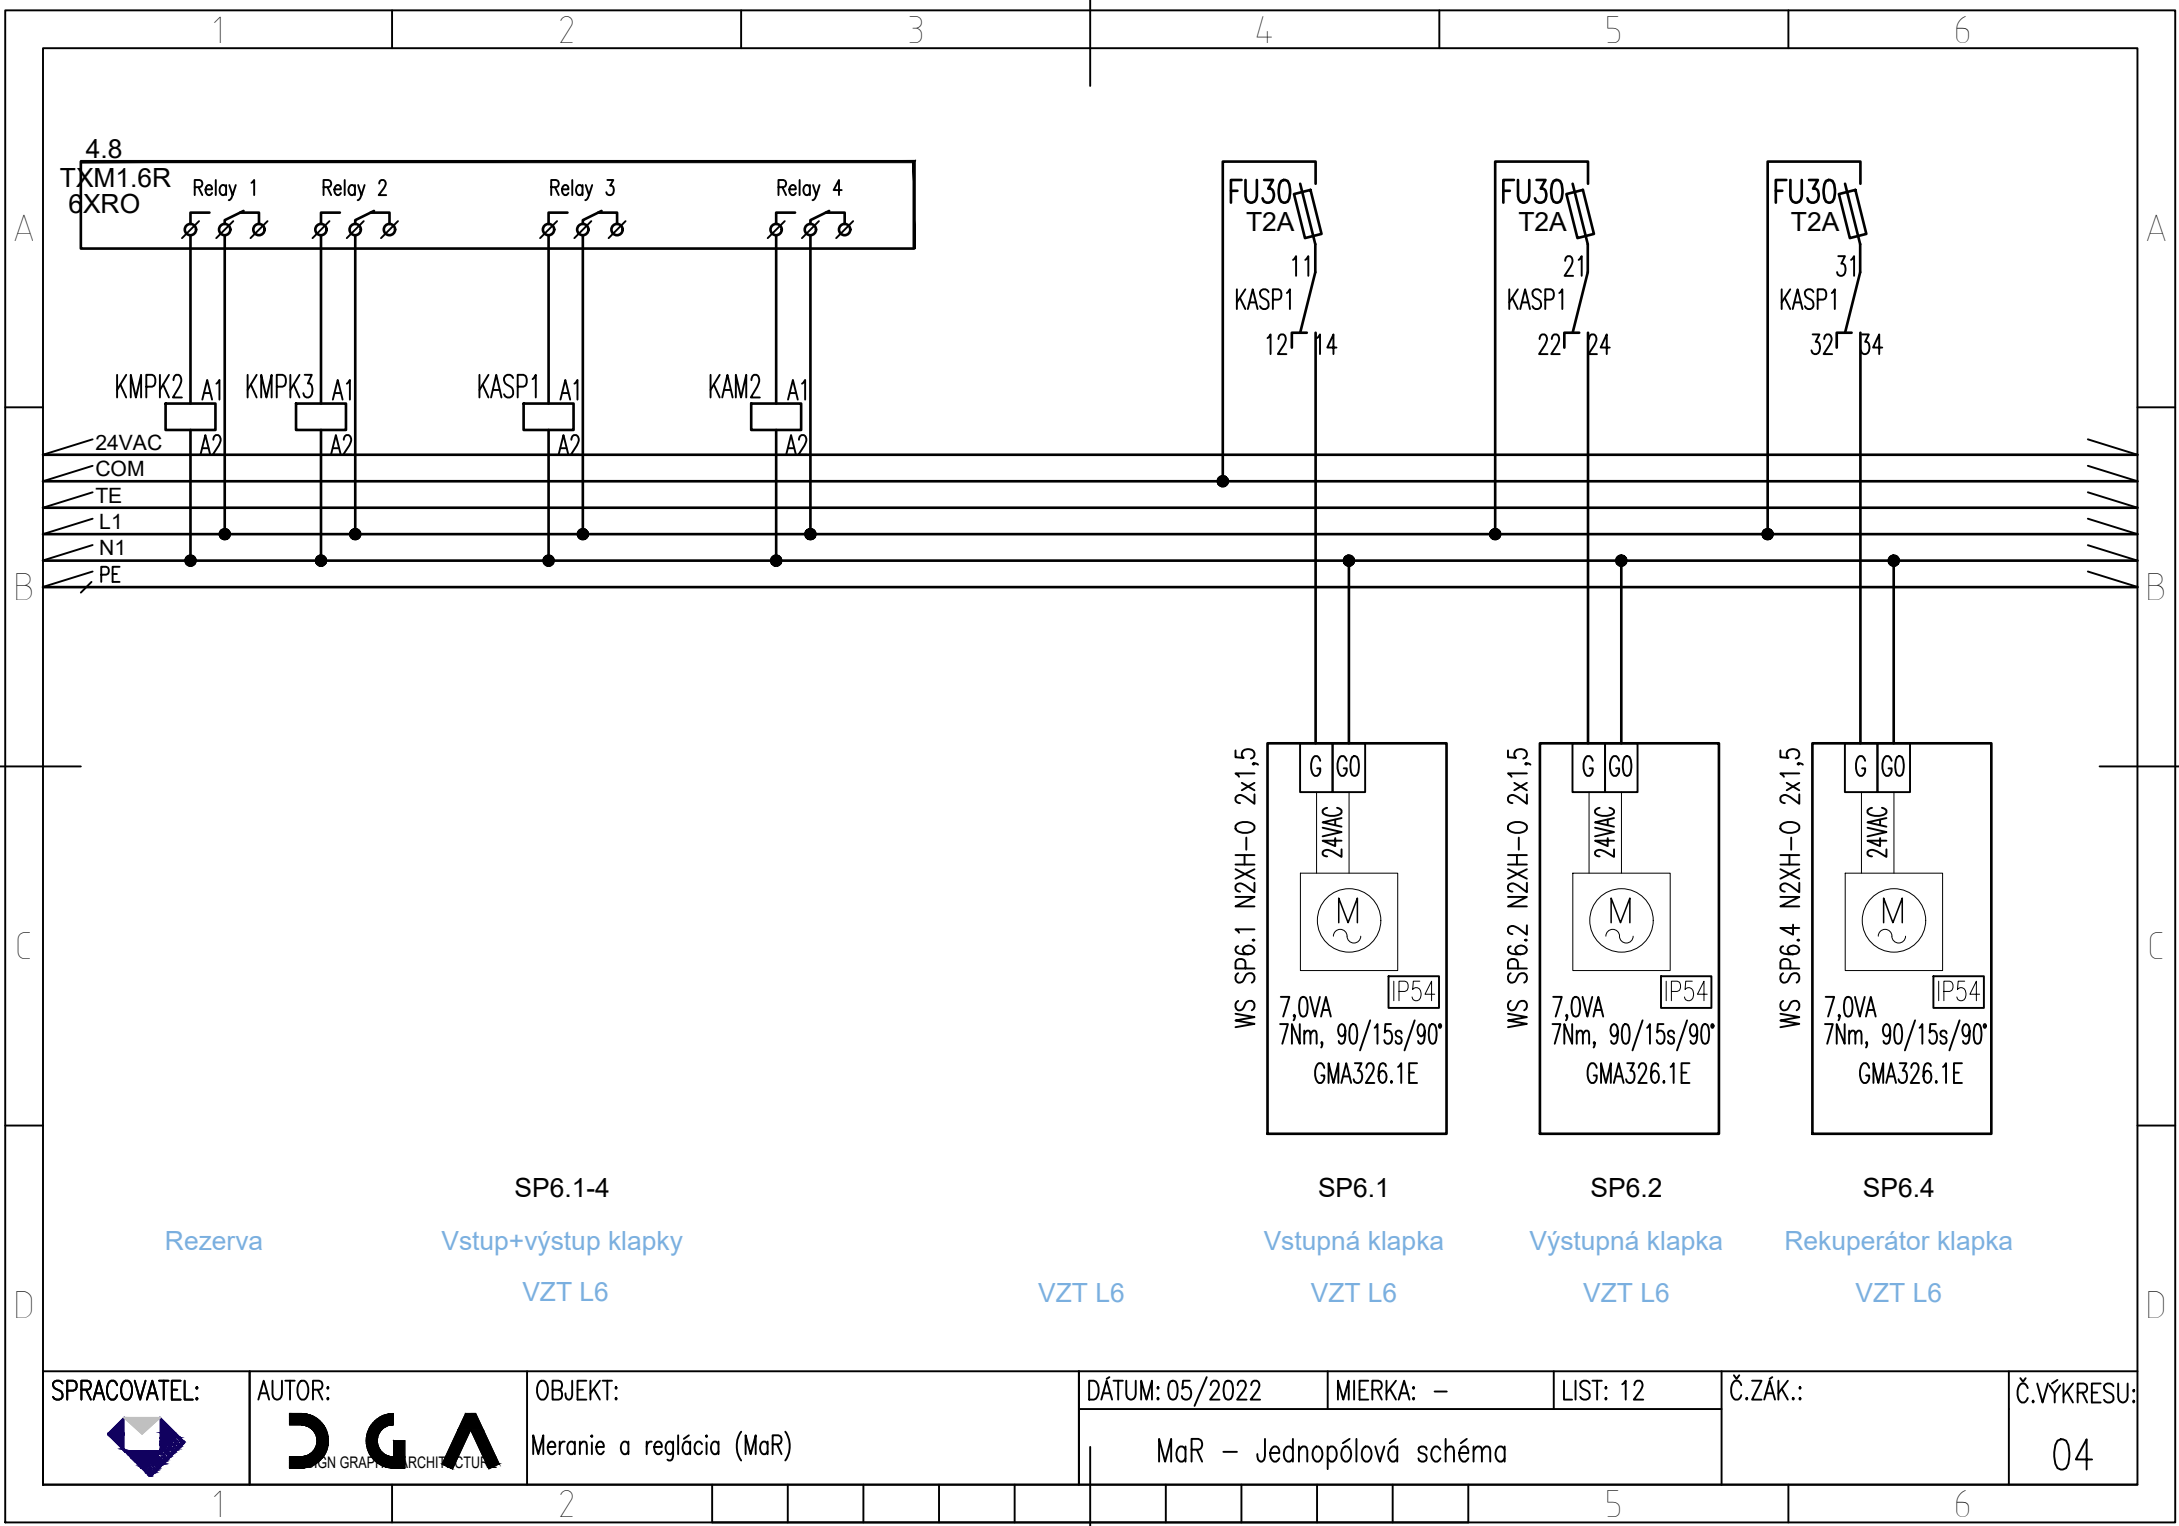 1 2 3 4 5 6
4.8
TXM1.6R
6XRO
Relay 1 Relay 2 Relay 3 Relay 4
FU30 FU30 FU30
T2A T2A T2A
A A
11 21 31
KASP1 KASP1 KASP1
12 14 22 24 32 34
KMPK2 A1 KMPK3 A1 KASP1 A1 KAM2 A1
A2 A2 A2 A2
24VAC
COM
TE
L1
N1
PE
B B
WS SP6.1 N2XH-O 2x1,5
G G0
24VAC
M
IP54
7,0VA
7Nm, 90/15s/90°
GMA326.1E
WS SP6.2 N2XH-O 2x1,5
G G0
24VAC
M
IP54
7,0VA
7Nm, 90/15s/90°
GMA326.1E
WS SP6.4 N2XH-O 2x1,5
G G0
24VAC
M
IP54
7,0VA
7Nm, 90/15s/90°
GMA326.1E
C C
SP6.1-4 SP6.1 SP6.2 SP6.4
Rezerva Vstup+výstup klapky Vstupná klapka Výstupná klapka Rekuperátor klapka
VZT L6 VZT L6 VZT L6 VZT L6 VZT L6
D D
SPRACOVATEL:
AUTOR:
DGA
OBJEKT:
Meranie a reglácia (MaR)
DÁTUM: 05/2022
MIERKA: –
LIST: 12
MaR – Jednopólová schéma
Č.ZÁK.:
Č.VÝKRESU:
04
1 2 5 6